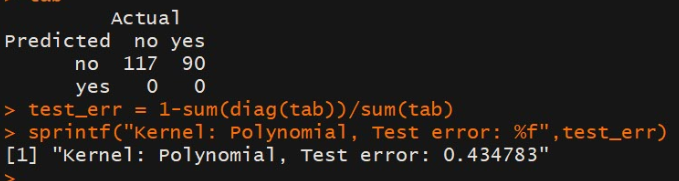 Actual
Predicted no yes
no 117 90
yes 0 0
> test_err = 1-sum(diag(tab))/sum(tab)
> sprintf("Kernel: Polynomial, Test error: %f",test_err)
[1] "Kernel: Polynomial, Test error: 0.434783"
>